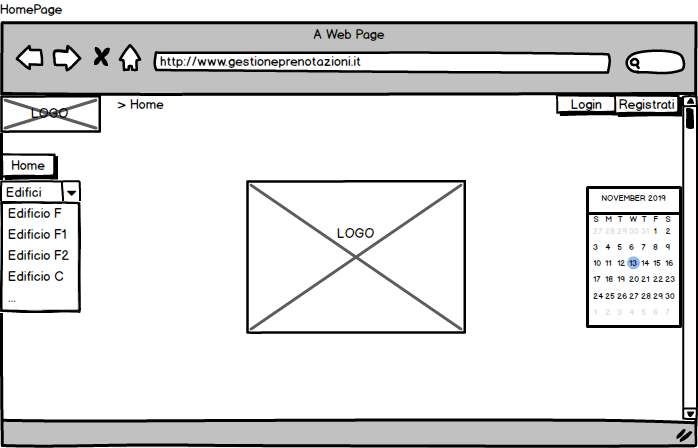 HomePage
A Web Page
http://www.gestioneprenotazioni.it
LOGO
> Home
Login
Registrati
Home
Edifici
Edificio F
Edificio F1
Edificio F2
Edificio C
...
LOGO
NOVEMBER 2019
S M T W T F S
27 28 29 30 31 1 2
3 4 5 6 7 8 9
10 11 12 13 14 15 16
17 18 19 20 21 22 23
24 25 26 27 28 29 30
1 2 3 4 5 6 7